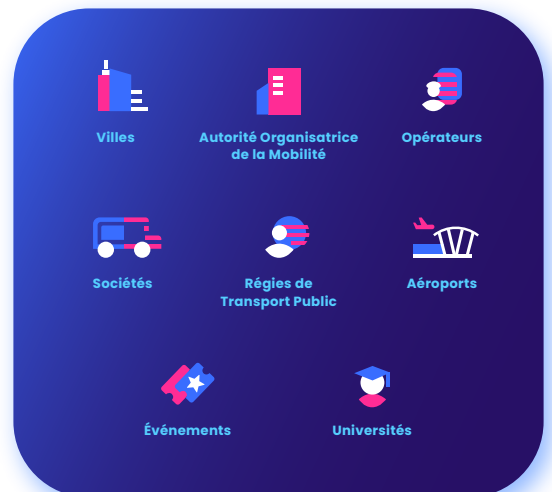 Villes
Autorité Organisatrice
de la Mobilité
Opérateurs
Sociétés
Régies de
Transport Public
Aéroports
Événements
Universités